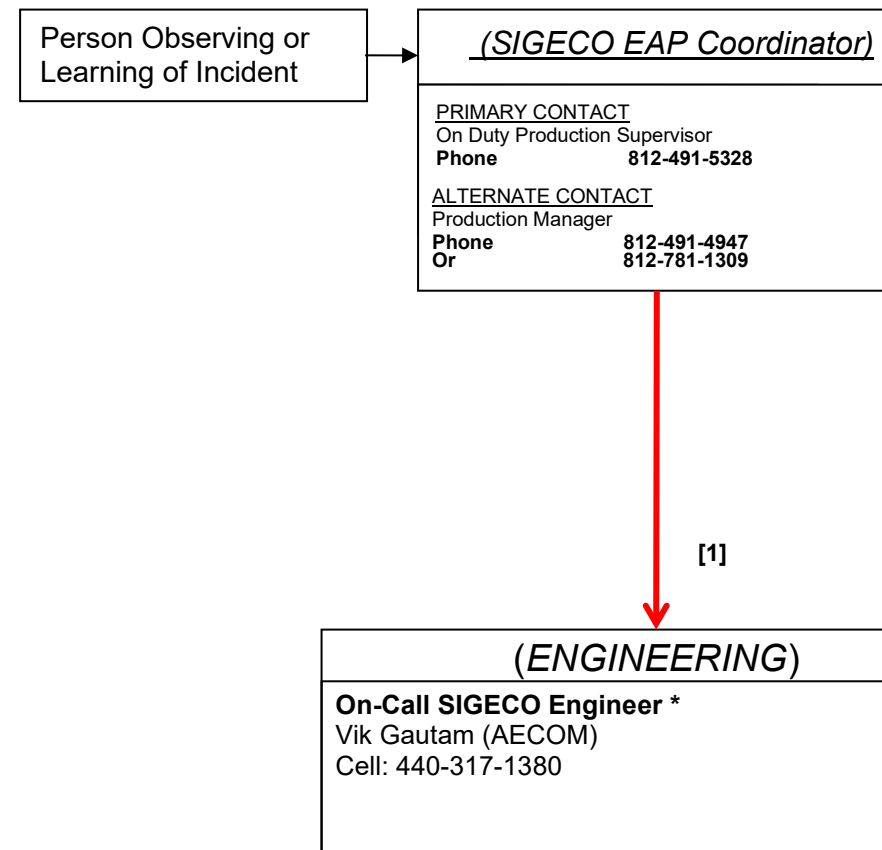 Person Observing or
Learning of Incident
(SIGECO EAP Coordinator)
PRIMARY CONTACT
On Duty Production Supervisor
Phone 812-491-5328
ALTERNATE CONTACT
Production Manager
Phone 812-491-4947
Or 812-781-1309
[1]
(ENGINEERING)
On-Call SIGECO Engineer *
Vik Gautam (AECOM)
Cell: 440-317-1380